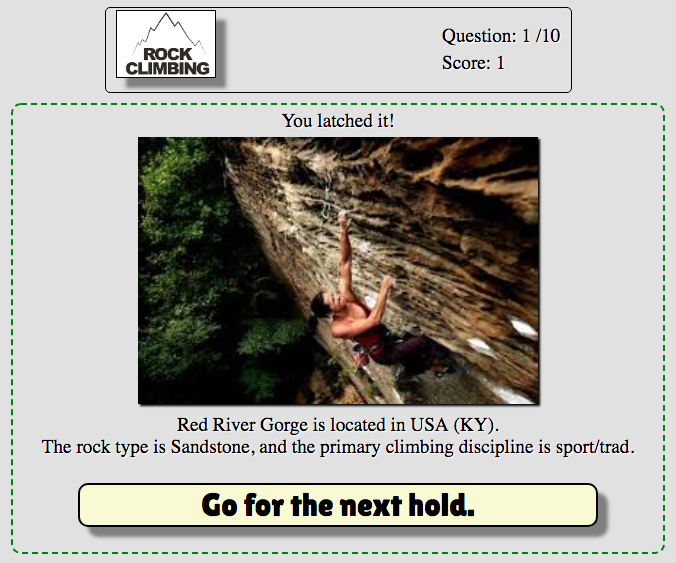 ROCK
CLIMBING
Question: 1 /10
Score: 1
You latched it!
Red River Gorge is located in USA (KY).
The rock type is Sandstone, and the primary climbing discipline is sport/trad.
Go for the next hold.